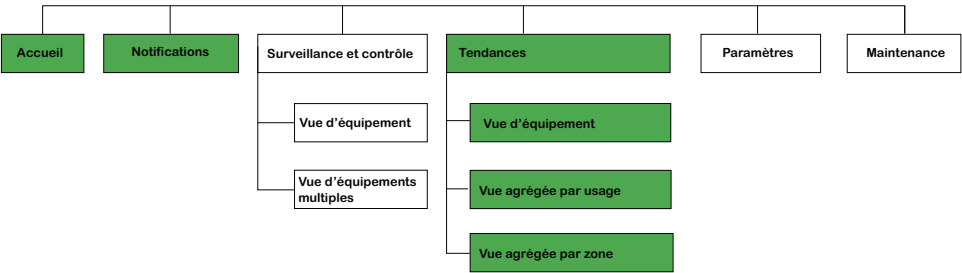 Accueil
Notifications
Surveillance et contrôle
Tendances
Paramètres
Maintenance
Vue d’équipement
Vue d’équipement
Vue d’équipements
multiples
Vue agrégée par usage
Vue agrégée par zone